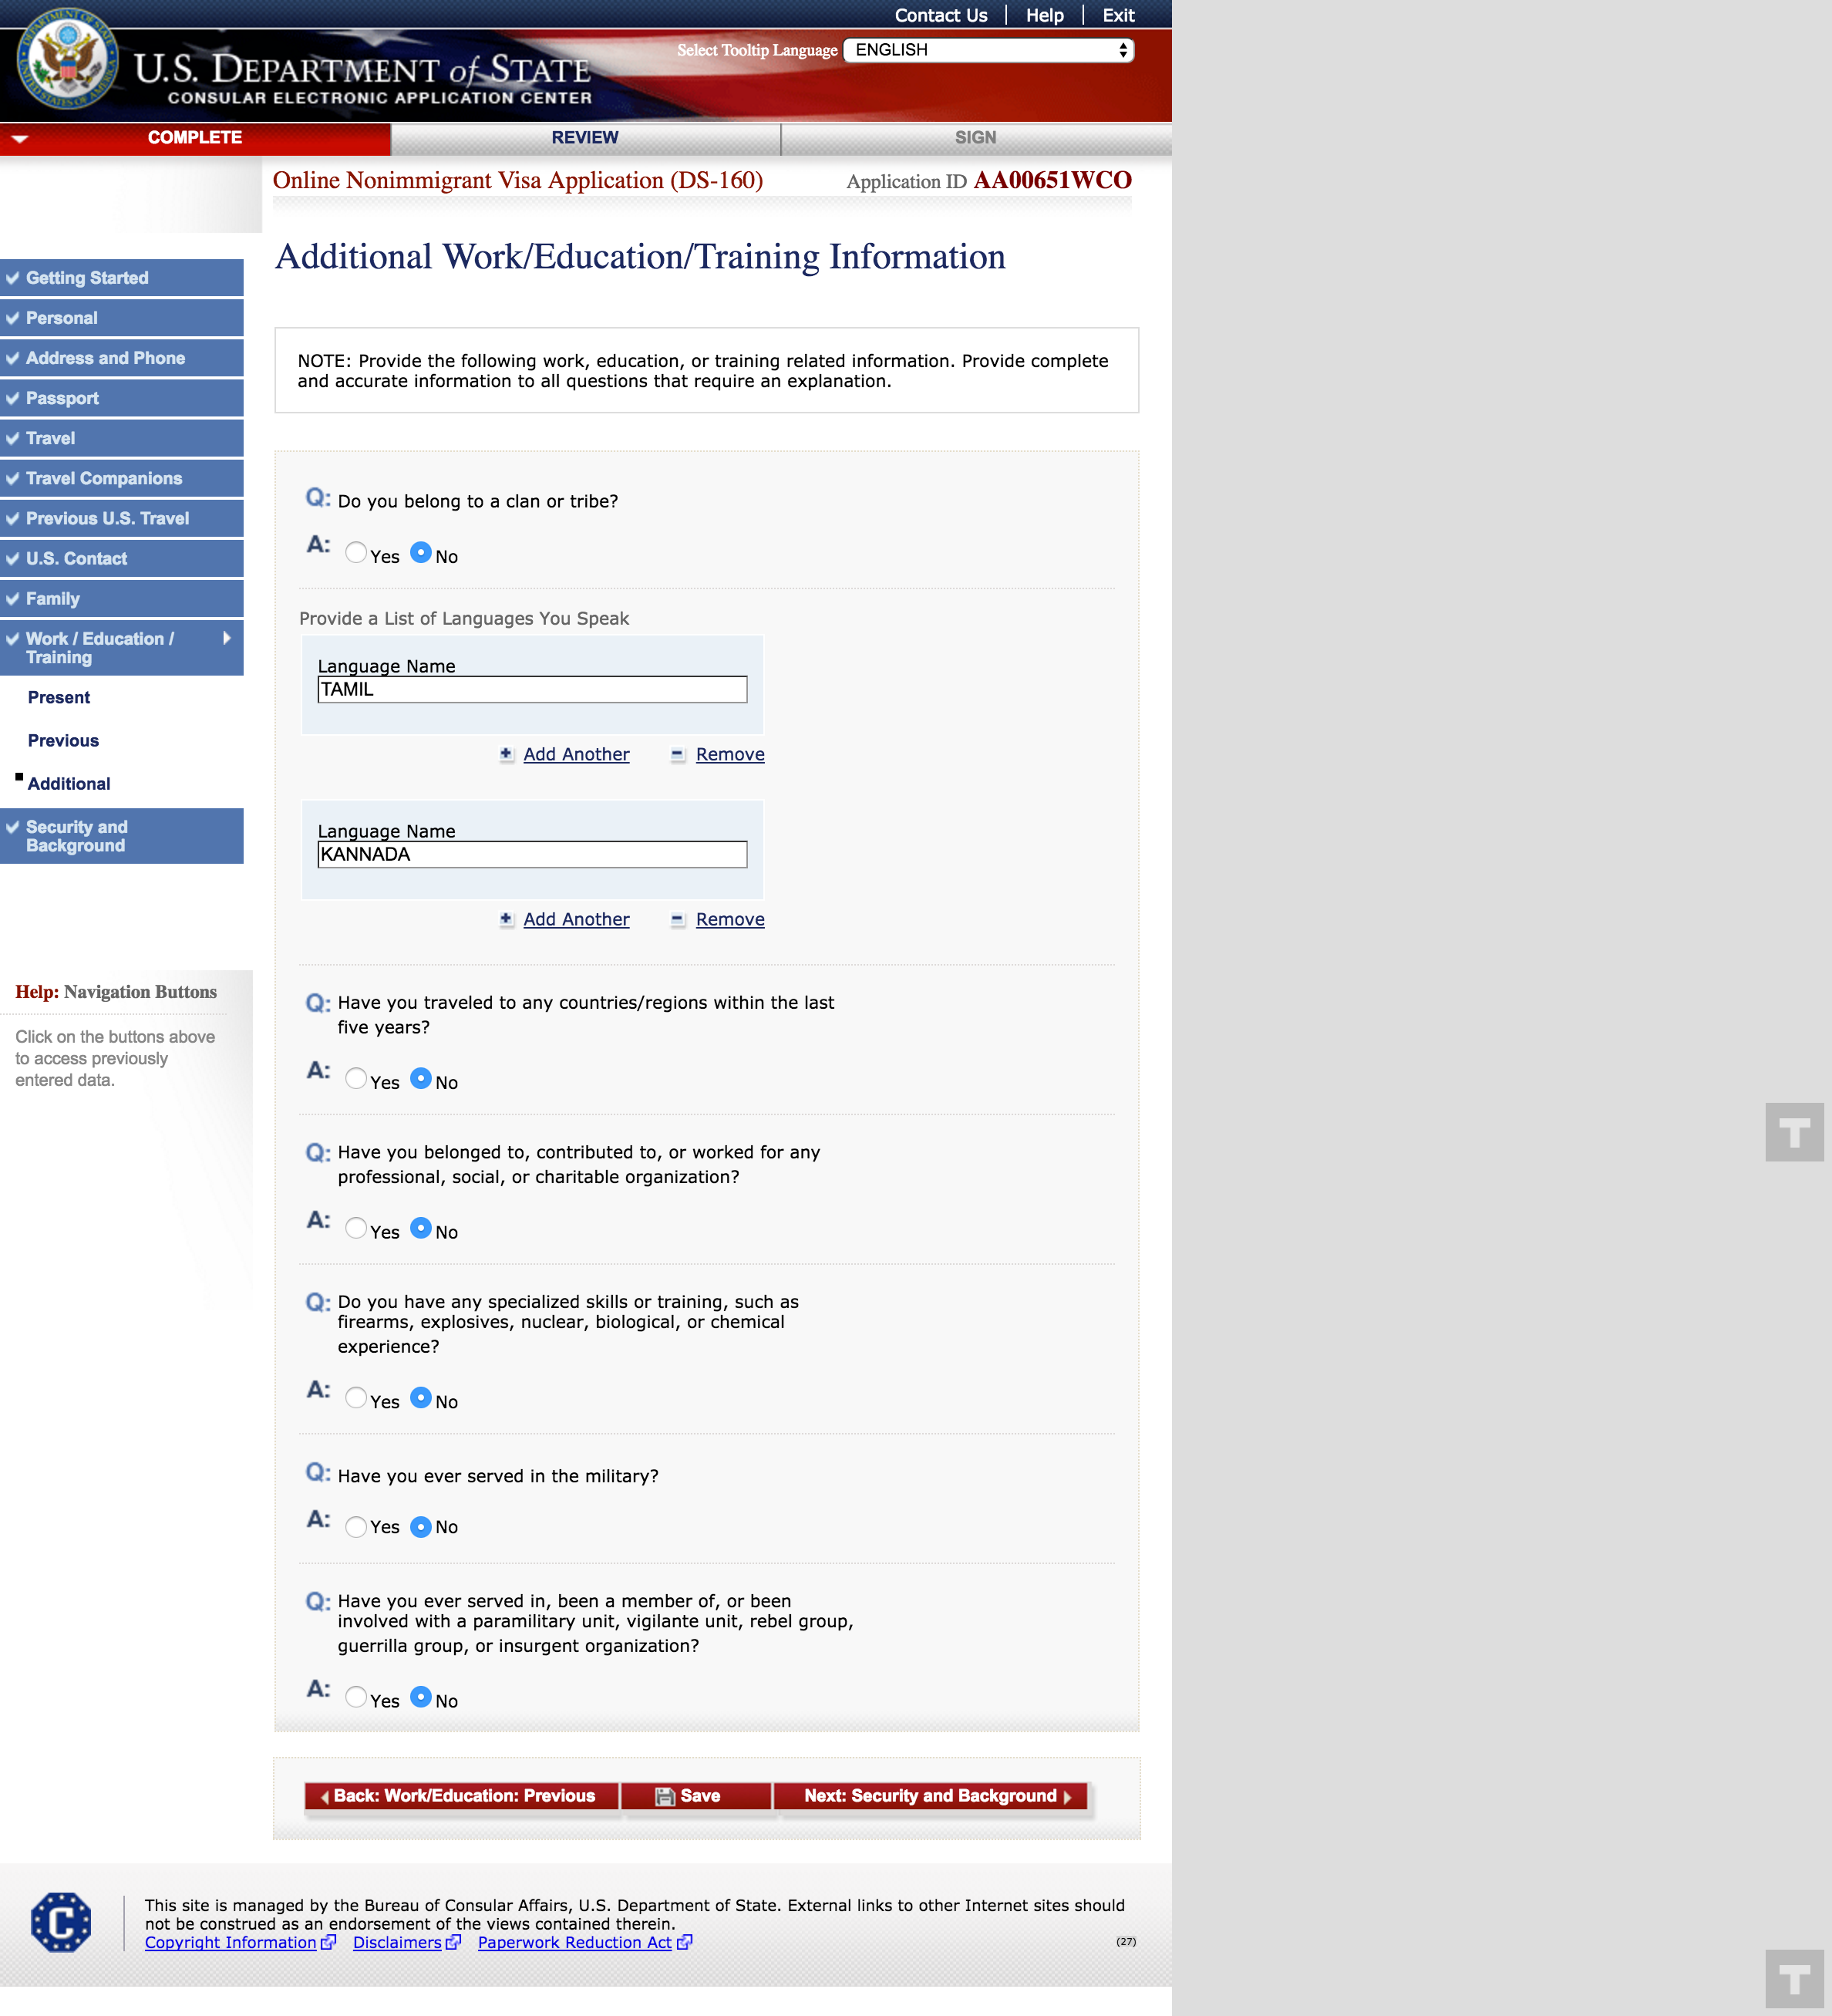 Contact Us | Help | Exit
Select Tooltip Language ENGLISH
U.S. DEPARTMENT of STATE
CONSULAR ELECTRONIC APPLICATION CENTER
COMPLETE REVIEW SIGN
Online Nonimmigrant Visa Application (DS-160) Application ID AA00651WCO
Additional Work/Education/Training Information
Getting Started
Personal
Address and Phone
Passport
Travel
Travel Companions
Previous U.S. Travel
U.S. Contact
Family
Work / Education /
Training
Present
Previous
Additional
Security and
Background
Help: Navigation Buttons
Click on the buttons above
to access previously
entered data.
NOTE: Provide the following work, education, or training related information. Provide complete
and accurate information to all questions that require an explanation.
Q: Do you belong to a clan or tribe?
A: Yes No
Provide a List of Languages You Speak
Language Name
TAMIL
Add Another Remove
Language Name
KANNADA
Add Another Remove
Q: Have you traveled to any countries/regions within the last
five years?
A: Yes No
Q: Have you belonged to, contributed to, or worked for any
professional, social, or charitable organization?
A: Yes No
Q: Do you have any specialized skills or training, such as
firearms, explosives, nuclear, biological, or chemical
experience?
A: Yes No
Q: Have you ever served in the military?
A: Yes No
Q: Have you ever served in, been a member of, or been
involved with a paramilitary unit, vigilante unit, rebel group,
guerrilla group, or insurgent organization?
A: Yes No
Back: Work/Education: Previous Save Next: Security and Background
C
This site is managed by the Bureau of Consular Affairs, U.S. Department of State. External links to other Internet sites should
not be construed as an endorsement of the views contained therein.
Copyright Information Disclaimers Paperwork Reduction Act (27)
T
T